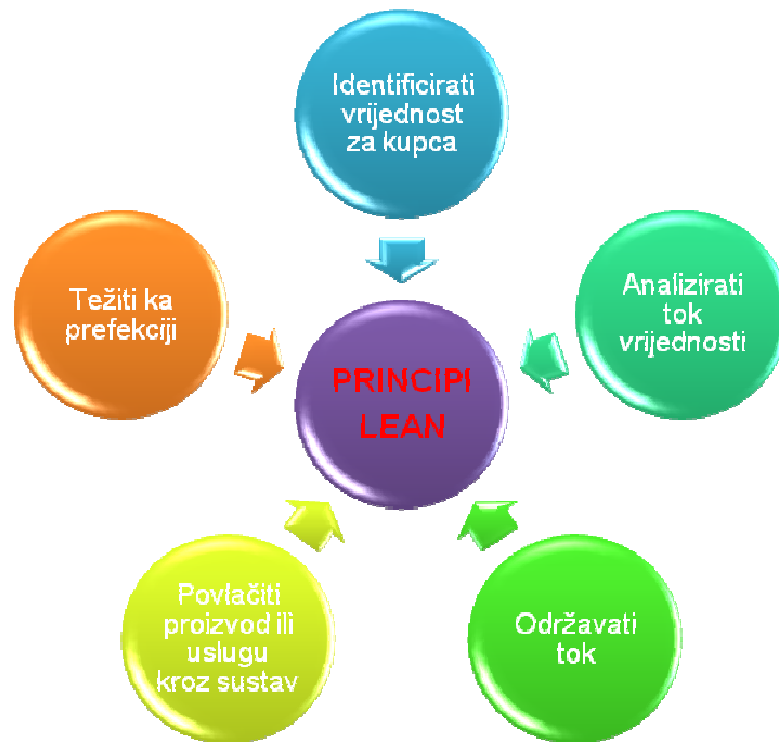 Identificirati
vrijednost
za kupca
Analizirati
tok
vrijednosti
Održavati
tok
Povlačiti
proizvod ili
uslugu
kroz sustav
Težiti ka
prefekciji
PRINCIPI
LEAN